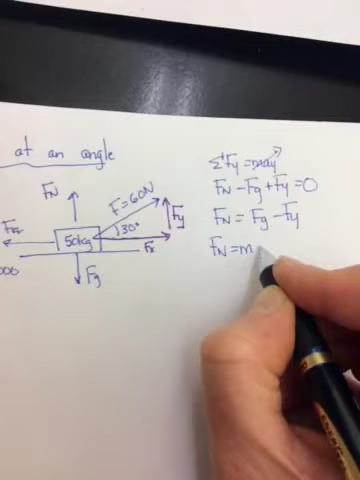 at an angle
ΣFy = may
FN - Fg + Fy = 0
FN = Fg - Fy
FN = m
FN
F=60N
Fy
50kg
30°
Fx
Fg